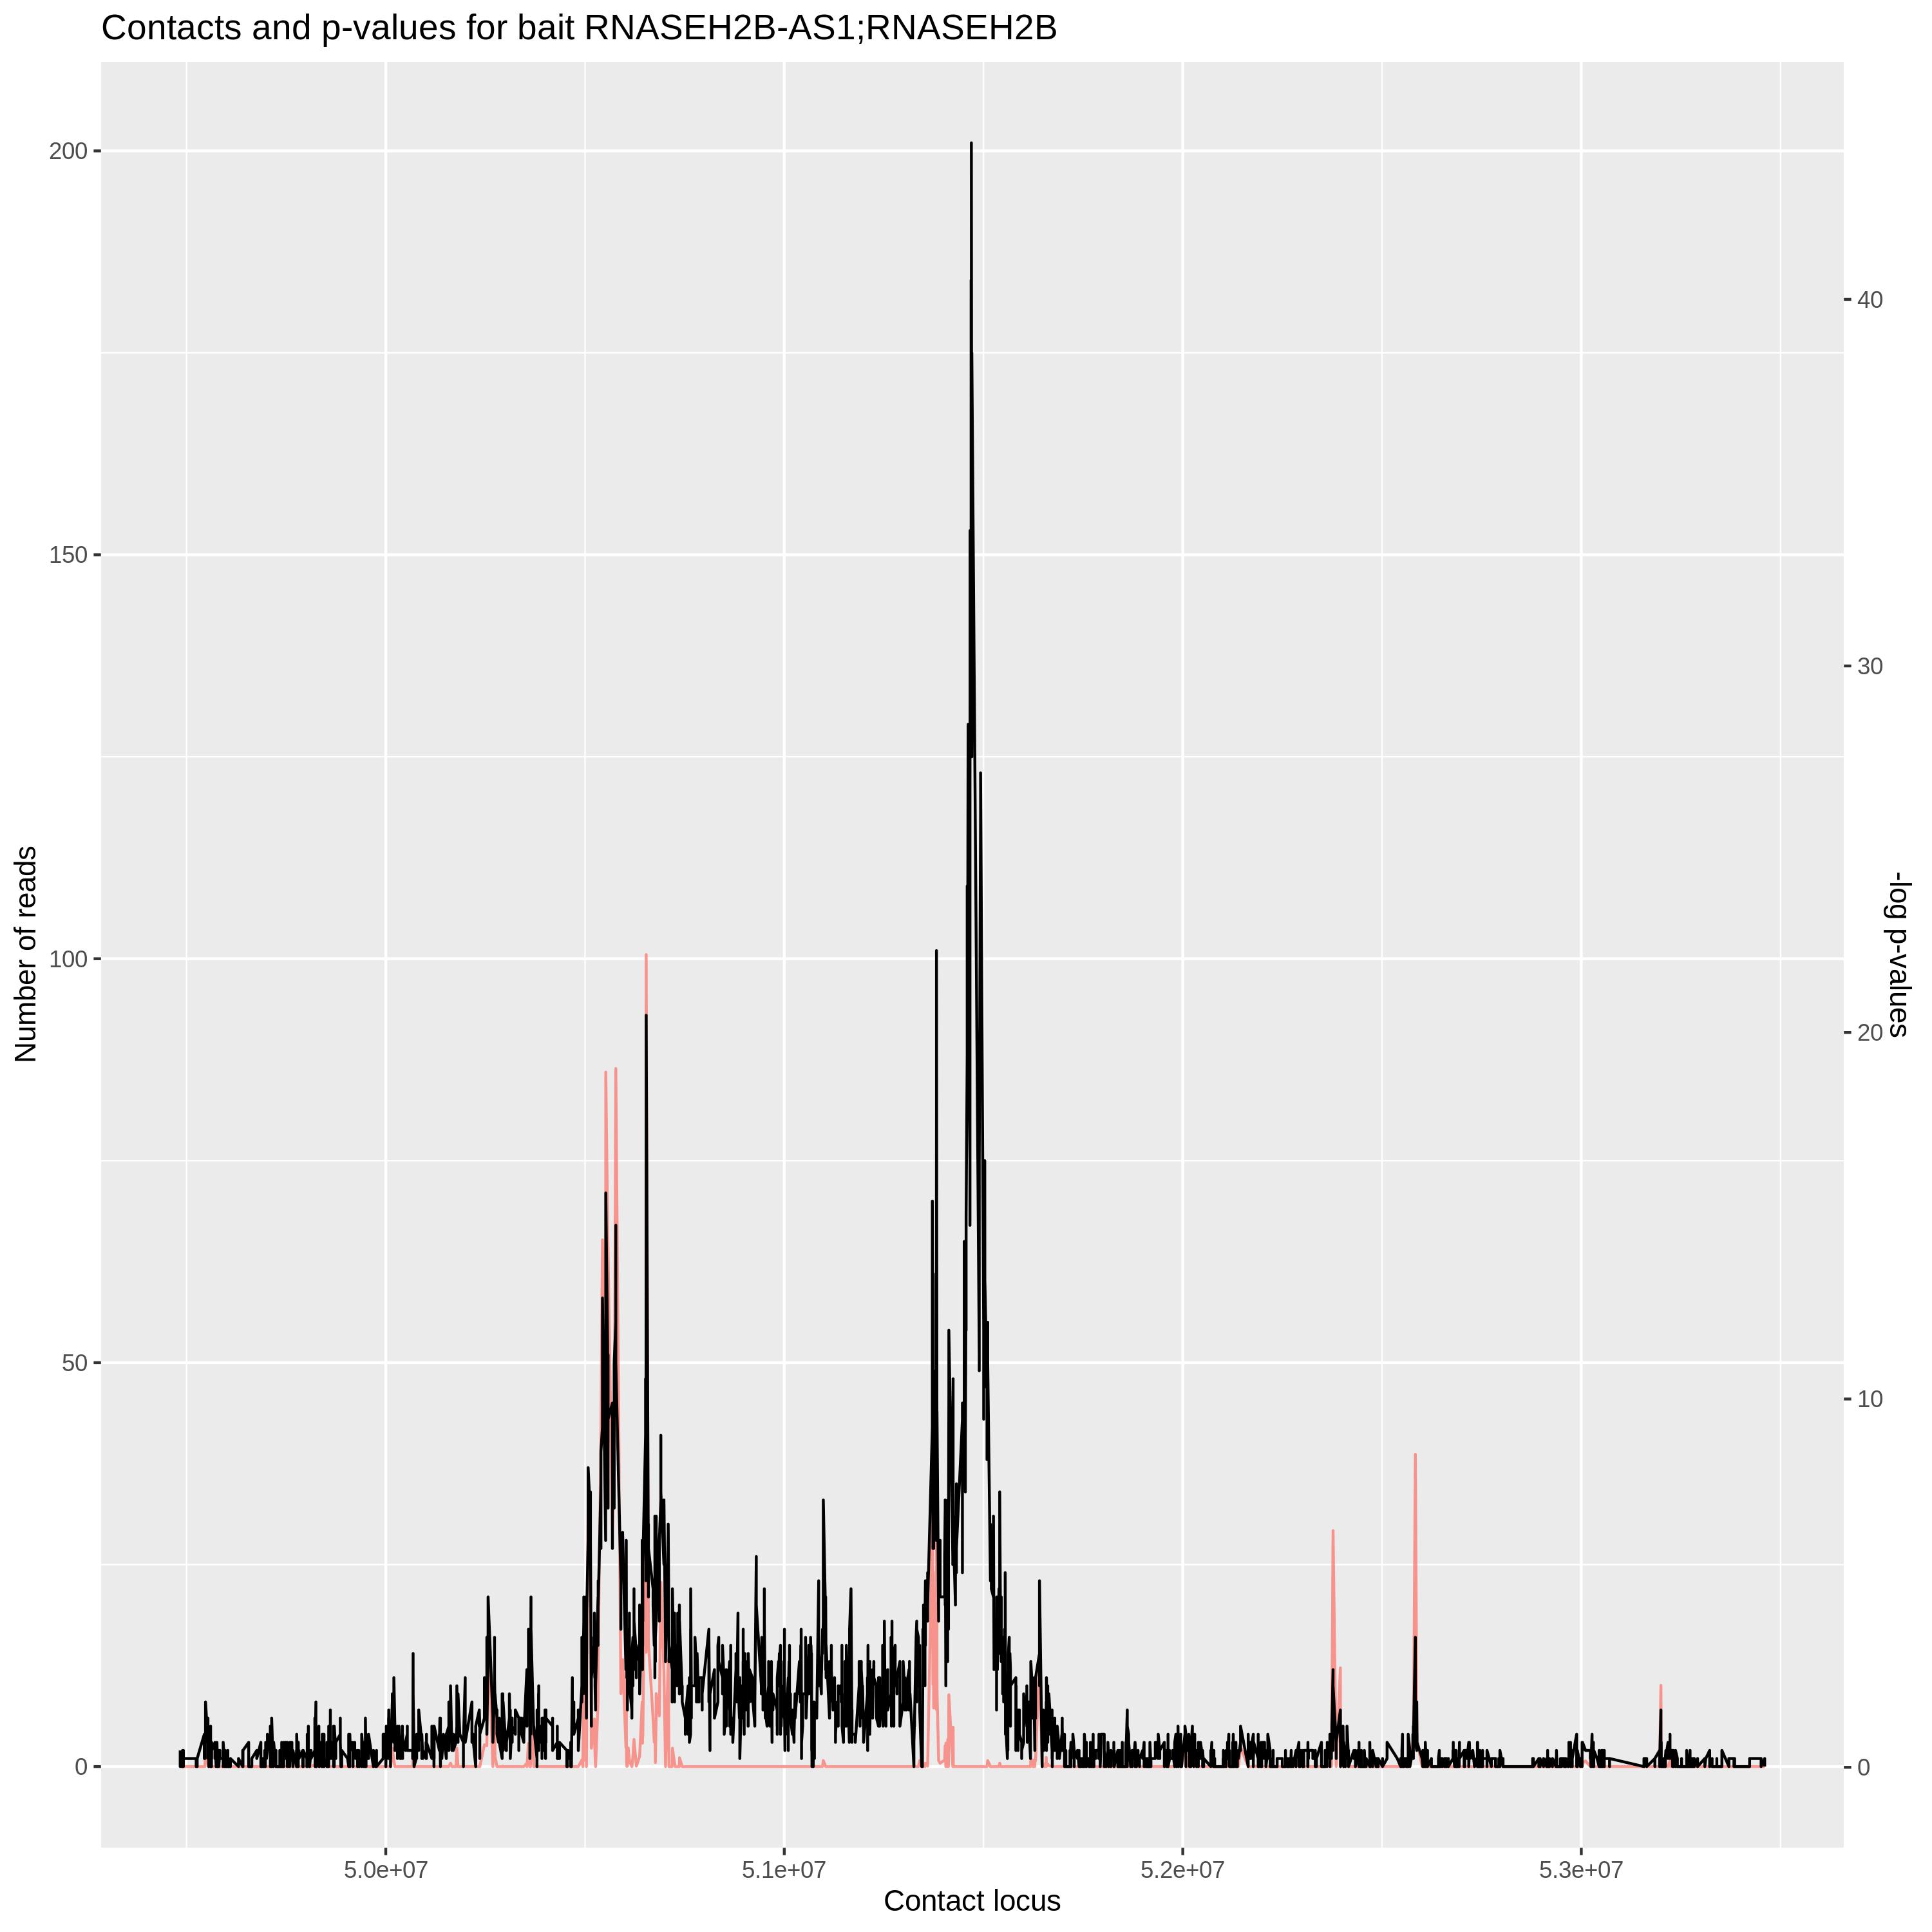 Contacts and p-values for bait RNASEH2B-AS1;RNASEH2B
200
150
100
50
0
Number of reads
40
30
20
10
0
-log p-values
5.0e+07
5.1e+07
5.2e+07
5.3e+07
Contact locus